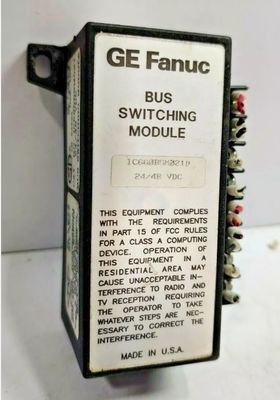 GE Fanuc
BUS
SWITCHING
MODULE
IC660BSM021D
24/48 VDC
THIS EQUIPMENT COMPLIES
WITH THE REQUIREMENTS
IN PART 15 OF FCC RULES
FOR A CLASS A COMPUTING
DEVICE. OPERATION OF
THIS EQUIPMENT IN A
RESIDENTIAL AREA MAY
CAUSE UNACCEPTABLE IN-
TERFERENCE TO RADIO AND
TV RECEPTION REQUIRING
THE OPERATOR TO TAKE
WHATEVER STEPS ARE NEC-
ESSARY TO CORRECT THE
INTERFERENCE.
MADE IN U.S.A.